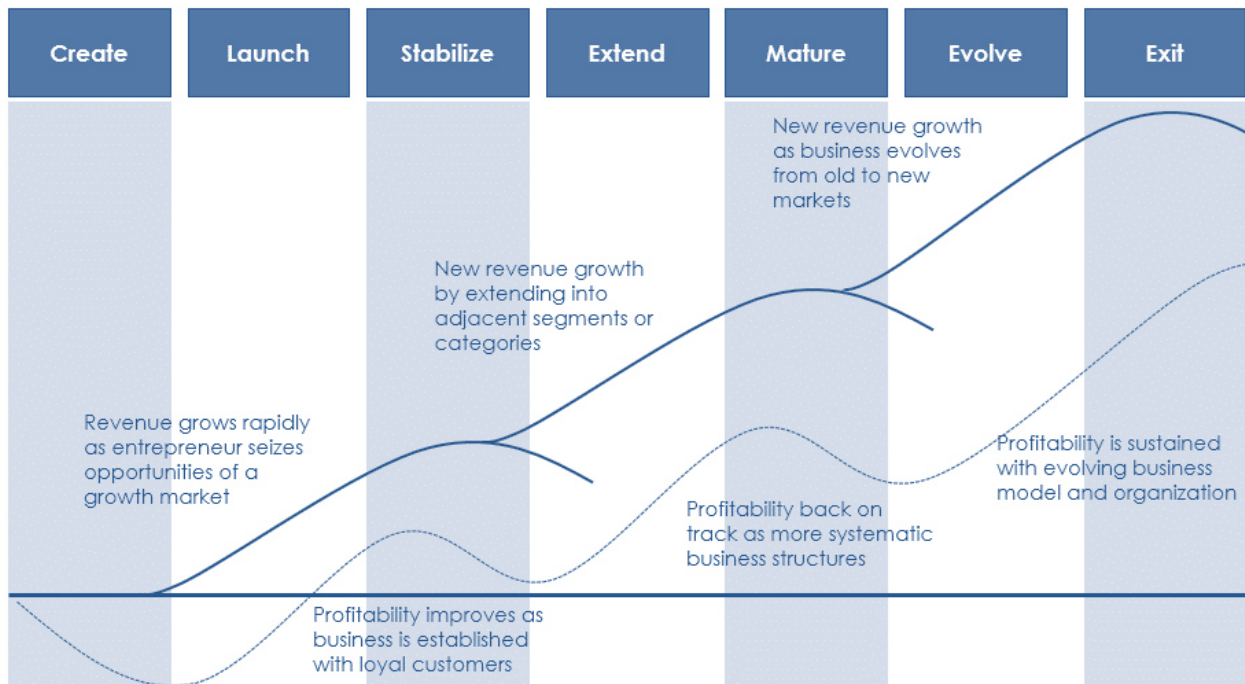 Create
Launch
Stabilize
Extend
Mature
Evolve
Exit
New revenue growth
as business evolves
from old to new
markets
New revenue growth
by extending into
adjacent segments or
categories
Revenue grows rapidly
as entrepreneur seizes
opportunities of a
growth market
Profitability is sustained
with evolving business
model and organization
Profitability back on
track as more systematic
business structures
Profitability improves as
business is established
with loyal customers